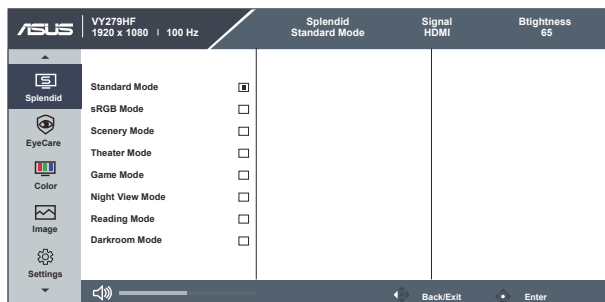 ASUS
VY279HF
1920 x 1080 | 100 Hz
Splendid
Standard Mode
Signal
HDMI
Btightness
65
Splendid
EyeCare
Color
Image
Settings
Standard Mode
sRGB Mode
Scenery Mode
Theater Mode
Game Mode
Night View Mode
Reading Mode
Darkroom Mode
Back/Exit
Enter